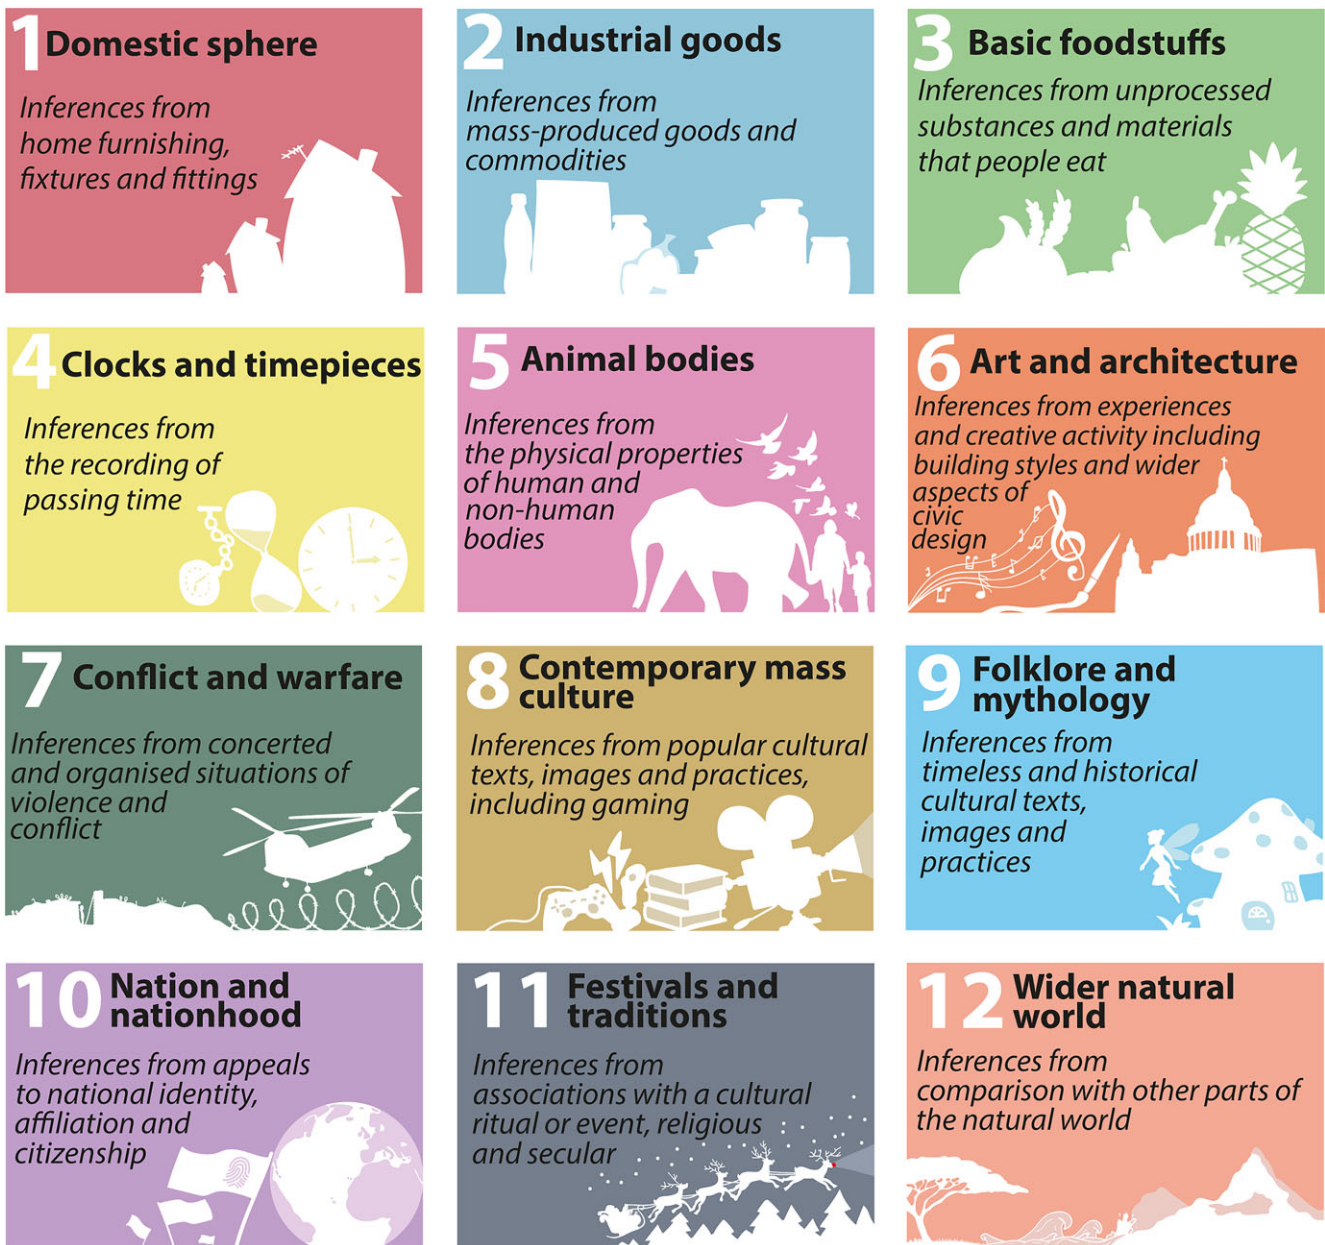 1 Domestic sphere
Inferences from
home furnishing,
fixtures and fittings
2 Industrial goods
Inferences from
mass-produced goods and
commodities
3 Basic foodstuffs
Inferences from unprocessed
substances and materials
that people eat
4 Clocks and timepieces
Inferences from
the recording of
passing time
5 Animal bodies
Inferences from
the physical properties
of human and
non-human
bodies
6 Art and architecture
Inferences from experiences
and creative activity including
building styles and wider
aspects of
civic
design
7 Conflict and warfare
Inferences from concerted
and organised situations of
violence and
conflict
8 Contemporary mass
culture
Inferences from popular cultural
texts, images and practices,
including gaming
9 Folklore and
mythology
Inferences from
timeless and historical
cultural texts,
images and
practices
10 Nation and
nationhood
Inferences from appeals
to national identity,
affiliation and
citizenship
11 Festivals and
traditions
Inferences from
associations with a cultural
ritual or event, religious
and secular
12 Wider natural
world
Inferences from
comparison with other parts of
the natural world